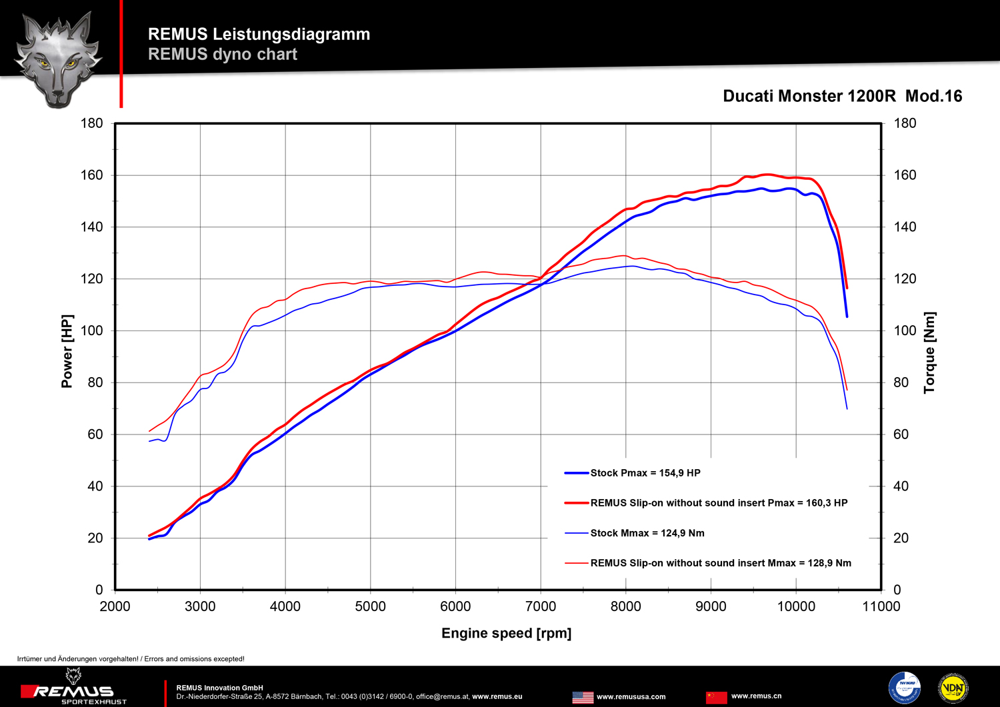 REMUS Leistungsdiagramm
REMUS dyno chart
Ducati Monster 1200R Mod.16
180
160
140
120
100
80
60
40
20
0
Power [HP]
180
160
140
120
100
80
60
40
20
0
Torque [Nm]
Stock Pmax = 154,9 HP
REMUS Slip-on without sound insert Pmax = 160,3 HP
Stock Mmax = 124,9 Nm
REMUS Slip-on without sound insert Mmax = 128,9 Nm
2000 3000 4000 5000 6000 7000 8000 9000 10000 11000
Engine speed [rpm]
Irrtümer und Änderungen vorgehalten! / Errors and omissions excepted!
REMUS
SPORTEXHAUST
REMUS Innovation GmbH
Dr.-Niederdorfer-Straße 25, A-8572 Bärnbach, Tel.: 0043 (0)3142 / 6900-0, office@remus.at, www.remus.eu
www.remususa.com
www.remus.cn
TÜV NORD
VDAT